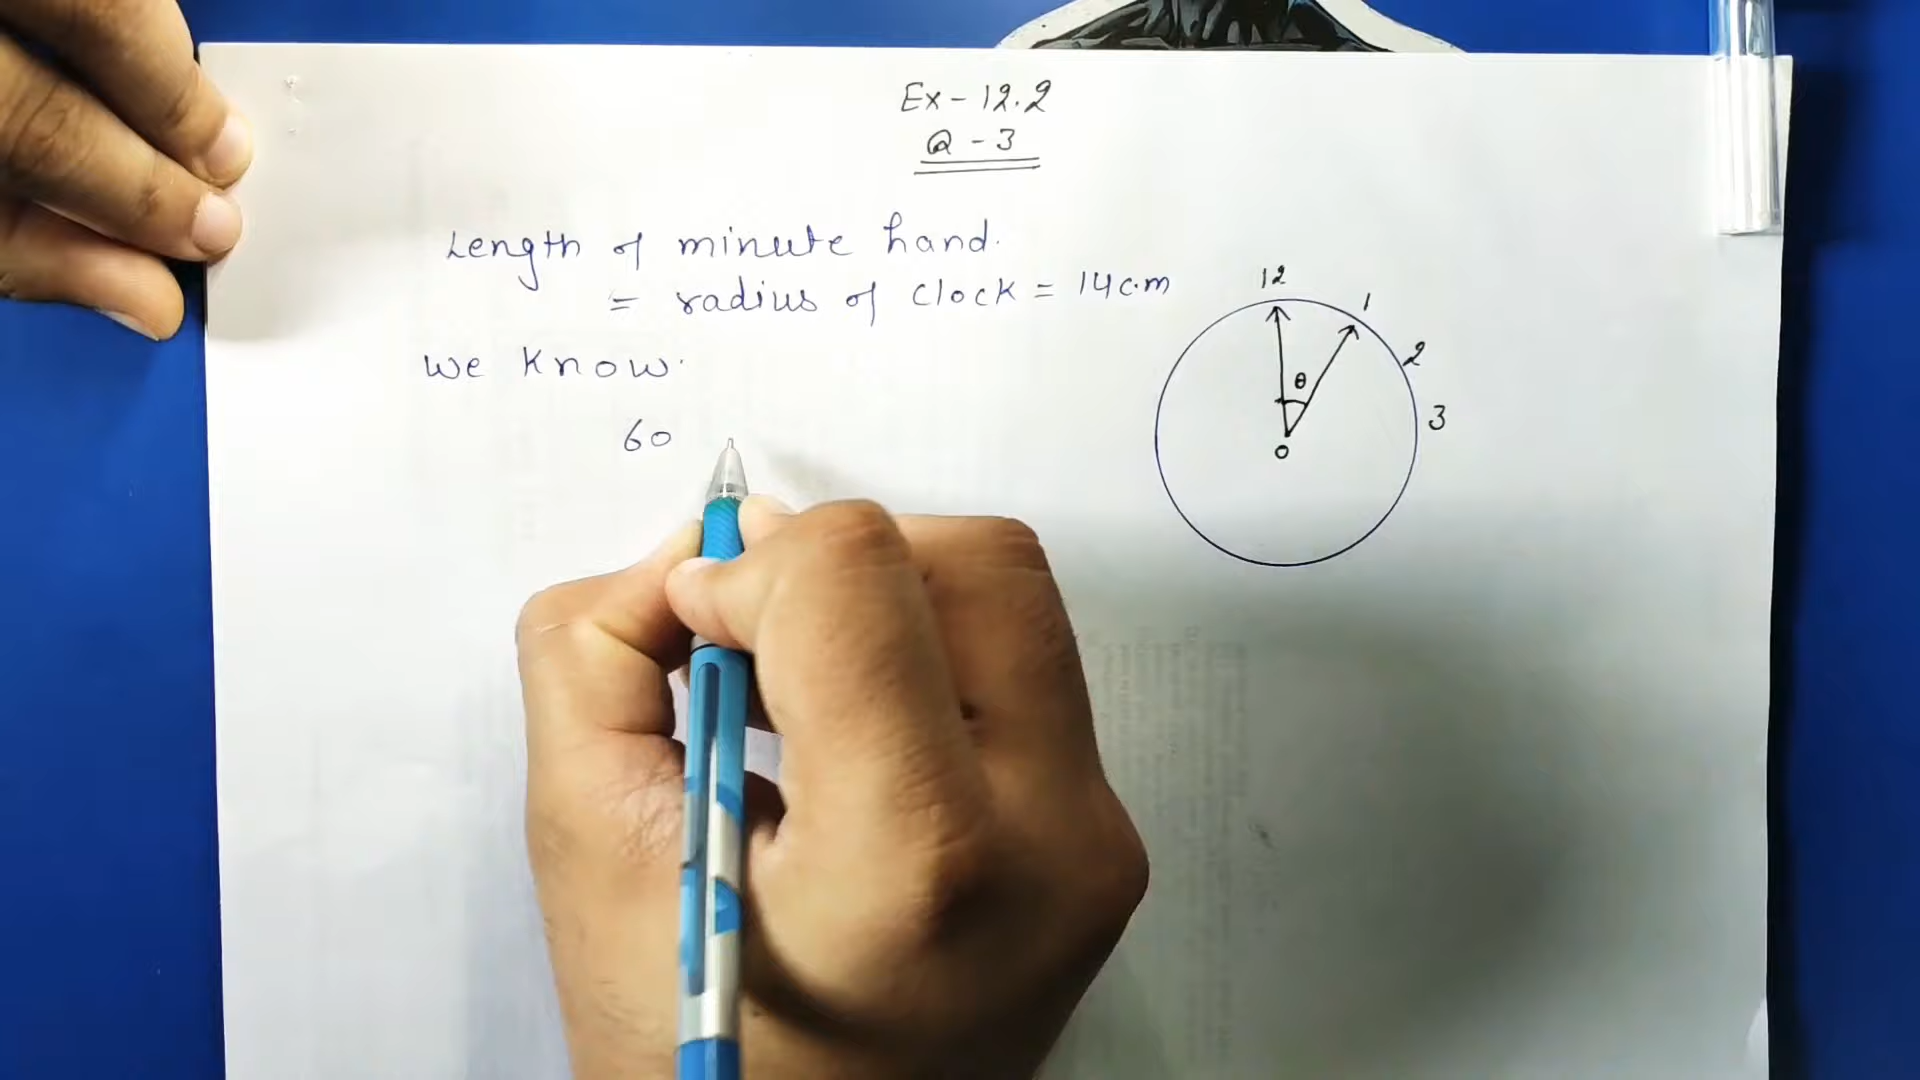 Ex - 12.2
Q - 3
Length of minute hand.
= radius of clock = 14 c.m
we know.
60
12
1
2
3
θ
O